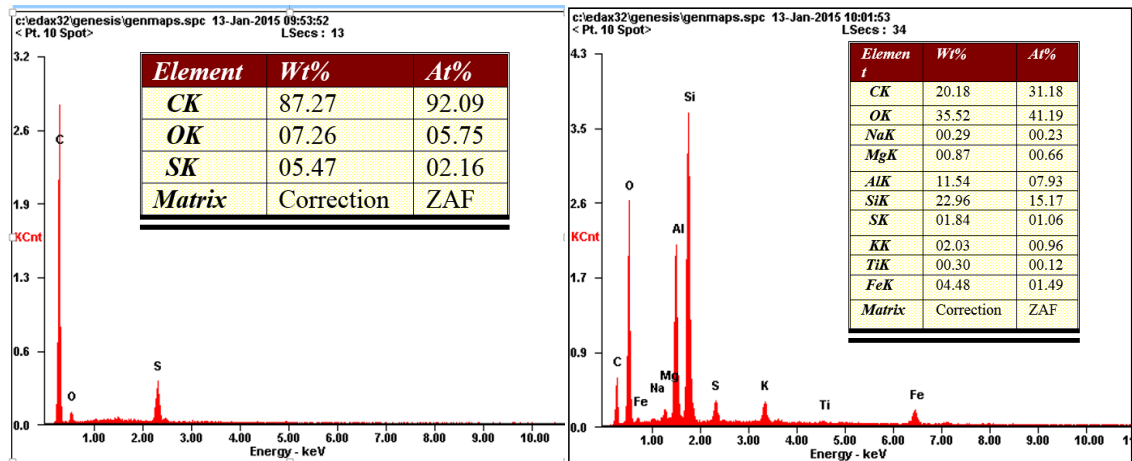 c:\edax32\genesis\genmaps.spc 13-Jan-2015 09:53:52
< Pt. 10 Spot> LSecs : 13
3.2
2.6
1.9
KCnt
1.3
0.6
0.0
C
O
S
1.00 2.00 3.00 4.00 5.00 6.00 7.00 8.00 9.00 10.00
Energy - keV
Element Wt% At%
CK 87.27 92.09
OK 07.26 05.75
SK 05.47 02.16
Matrix Correction ZAF
c:\edax32\genesis\genmaps.spc 13-Jan-2015 10:01:53
< Pt. 10 Spot> LSecs : 34
4.3
3.5
2.6
KCnt
1.7
0.9
0.0
C
O
Fe
Na
Mg
Al
Si
S
K
Ti
Fe
1.00 2.00 3.00 4.00 5.00 6.00 7.00 8.00 9.00 10.00 11
Energy - keV
Elemen Wt% At%
t
CK 20.18 31.18
OK 35.52 41.19
NaK 00.29 00.23
MgK 00.87 00.66
AlK 11.54 07.93
SiK 22.96 15.17
SK 01.84 01.06
KK 02.03 00.96
TiK 00.30 00.12
FeK 04.48 01.49
Matrix Correction ZAF